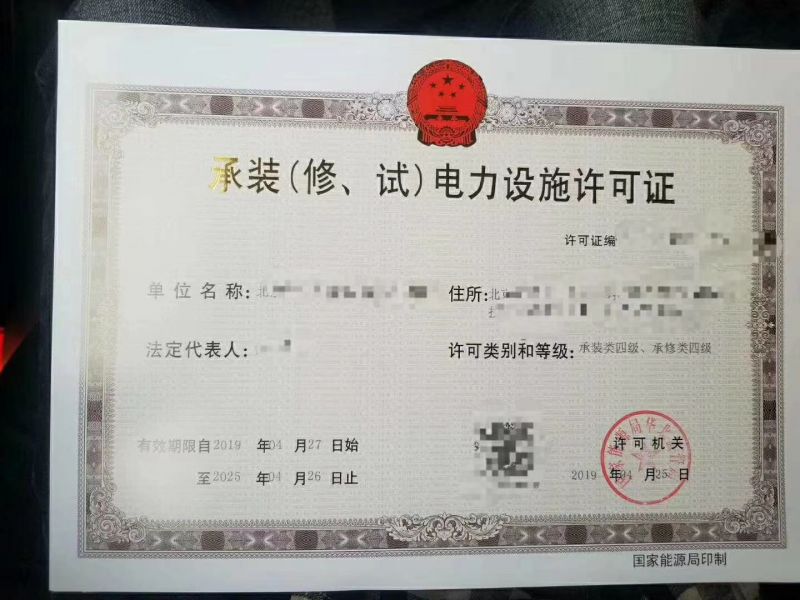 承装(修、试)电力设施许可证
许可证编
单位名称:北
住所:北京
法定代表人:
许可类别和等级:承装类四级、承修类四级
有效期限自2019 年04 月27 日始
至2025 年04 月26 日止
许可机关
2019 年04 月25日
国家能源局印制